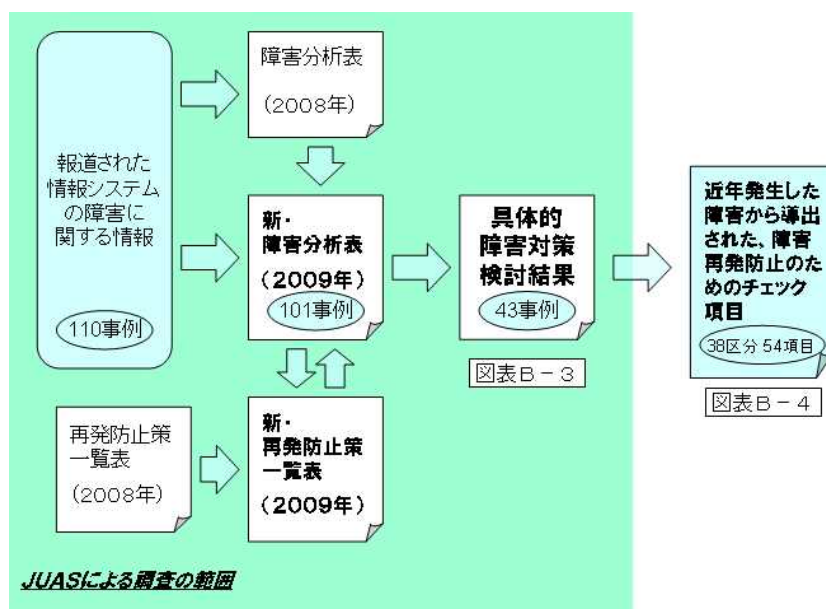 報道された
情報システム
の障害に
関する情報
110事例
障害分析表
(2008年)
新・
障害分析表
(2009年)
101事例
具体的
障害対策
検討結果
43事例
図表B-3
近年発生した
障害から導出
された、障害
再発防止のた
めのチェック
項目
38区分54項目
図表B-4
再発防止策
一覧表
(2008年)
新・
再発防止策
一覧表
(2009年)
JUASによる調査の範囲